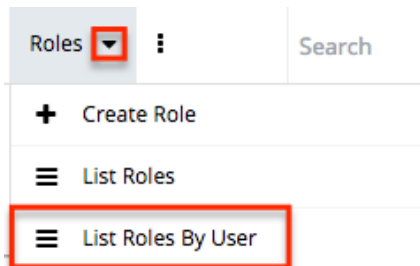 Roles
Search
Create Role
List Roles
List Roles By User